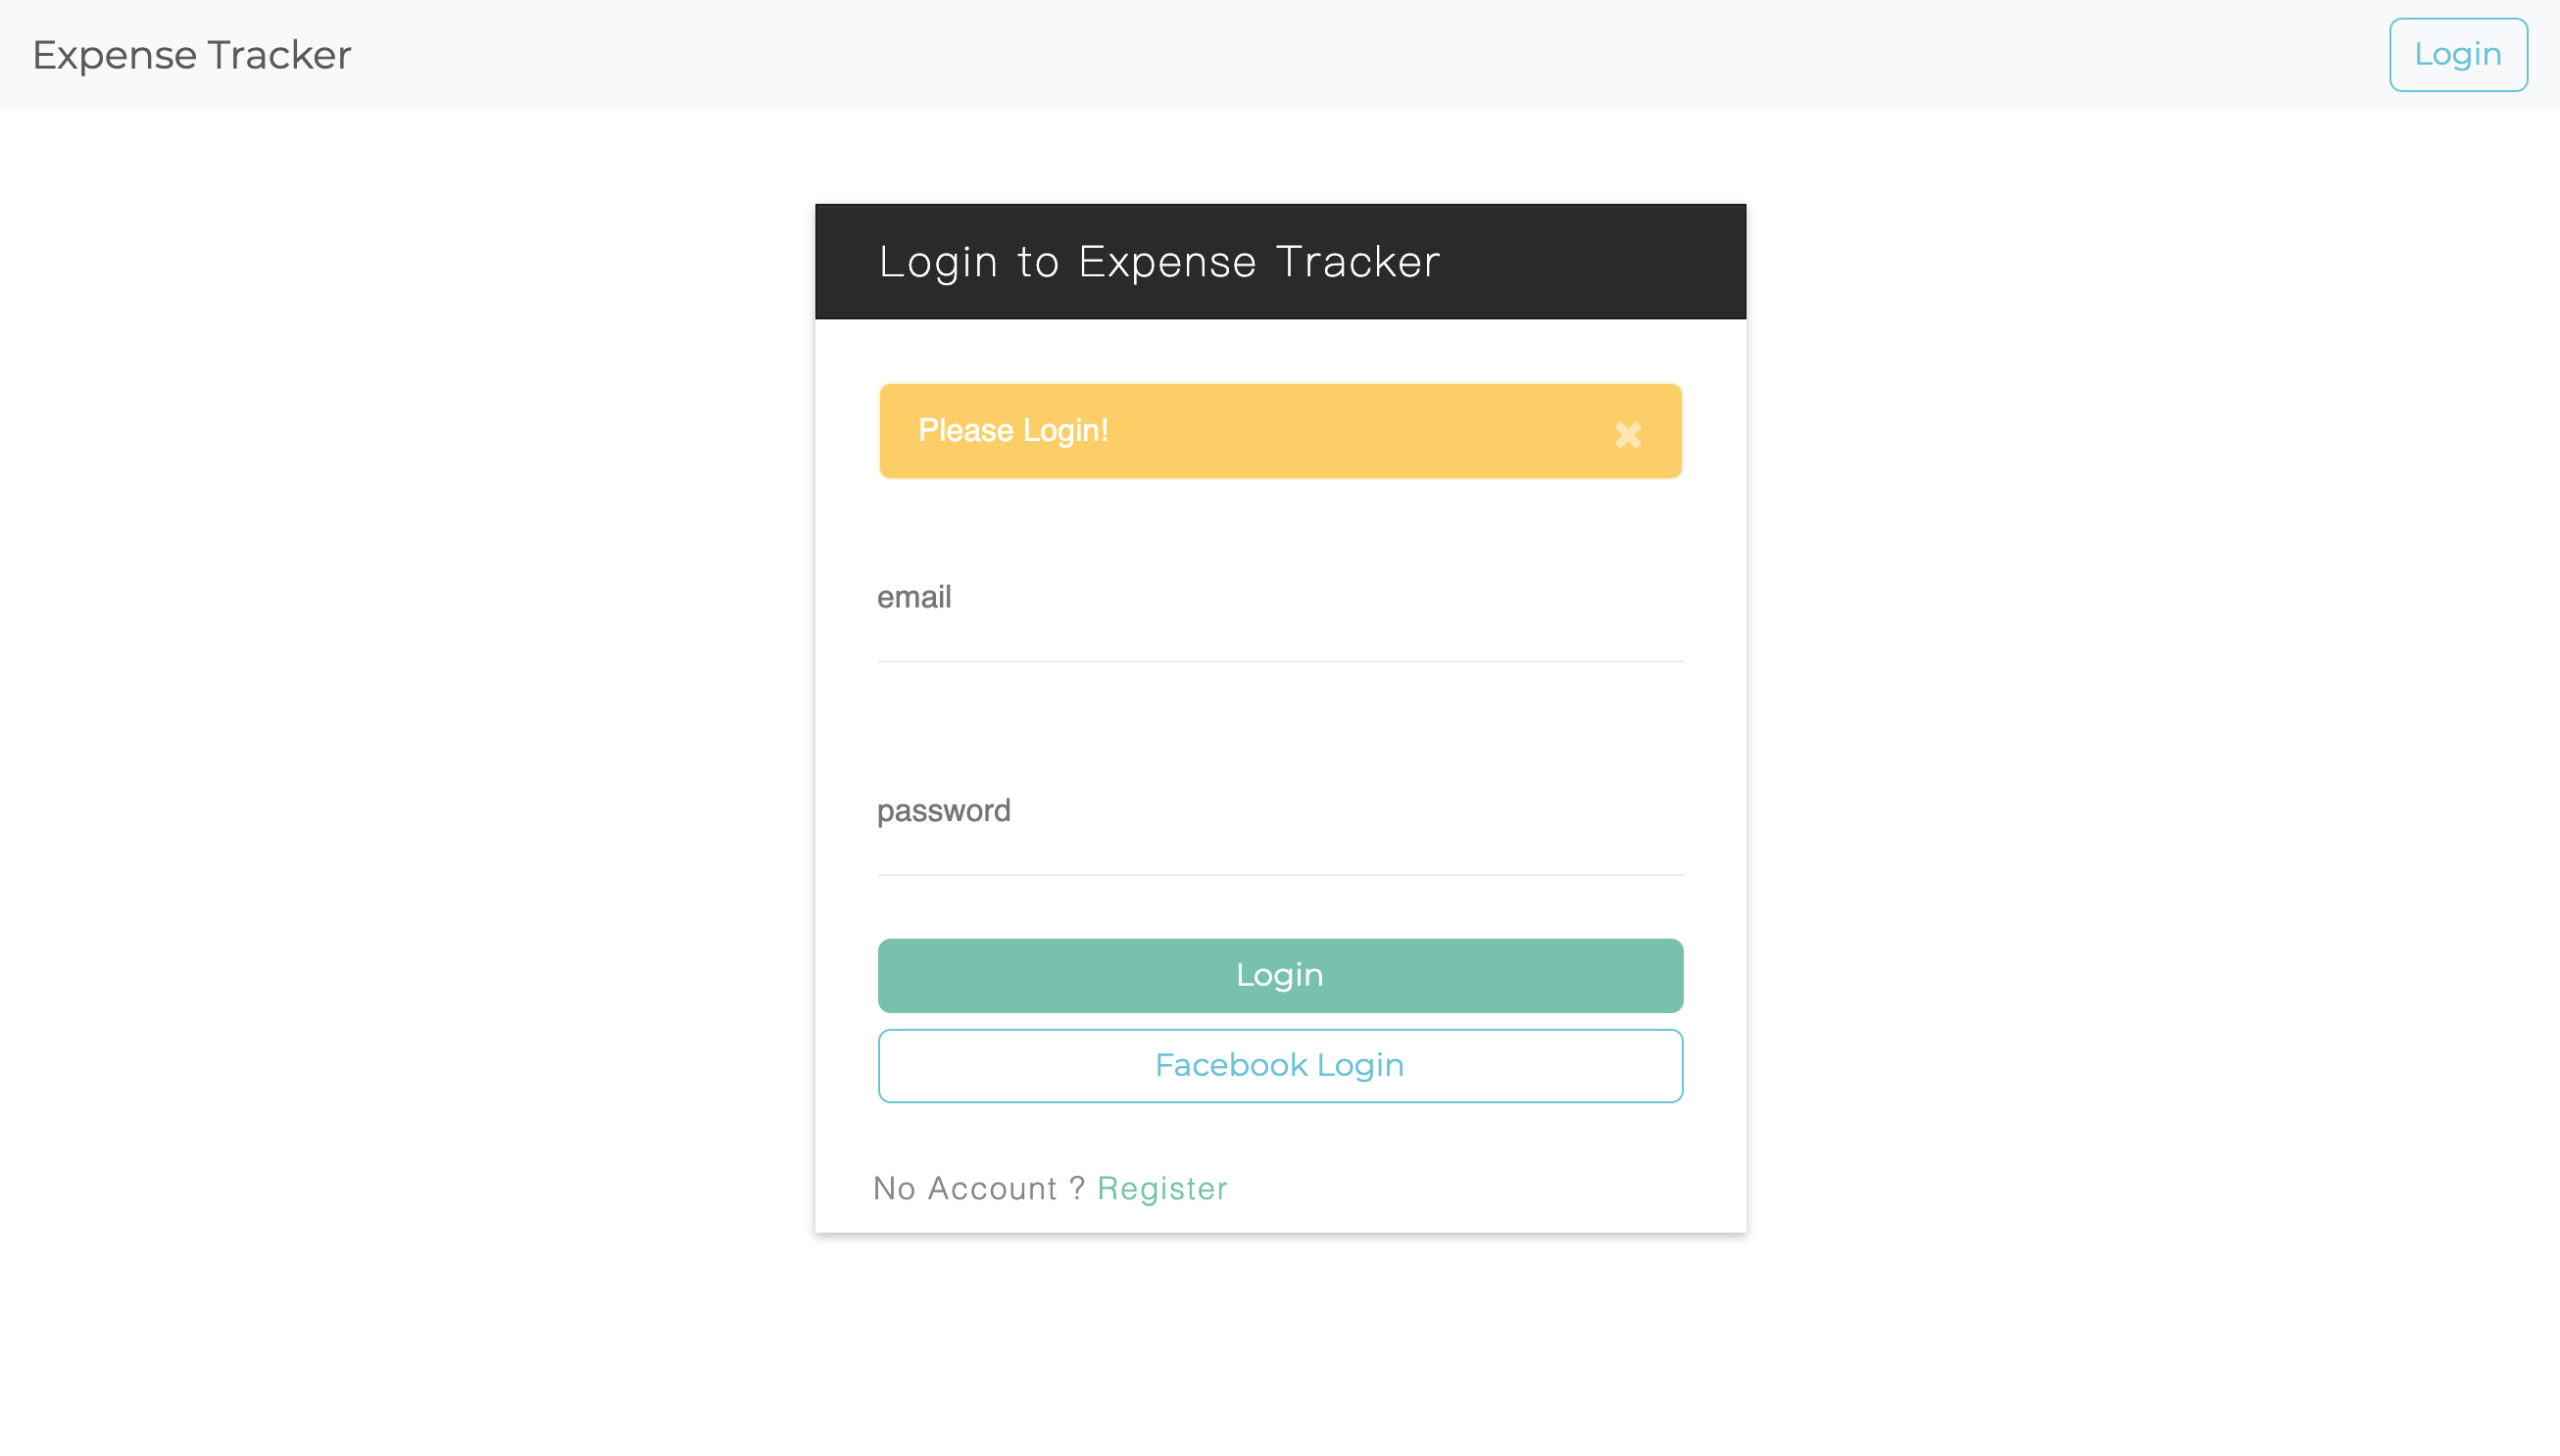 Expense Tracker
Login
Login to Expense Tracker
Please Login!
email
password
Login
Facebook Login
No Account ? Register